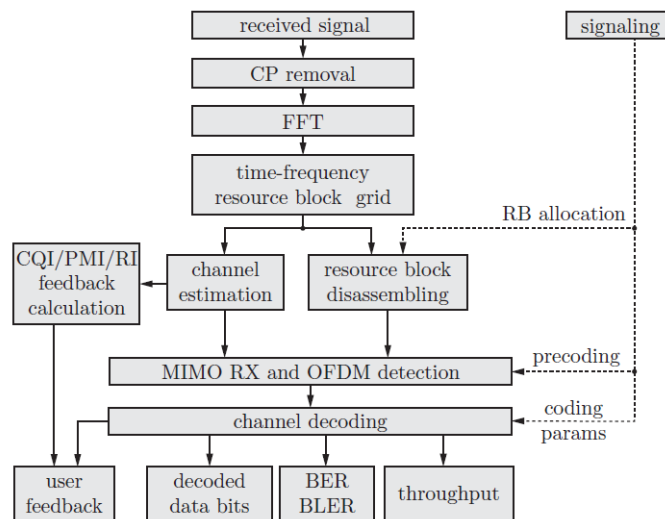 received signal
signaling
CP removal
FFT
time-frequency
resource block grid
RB allocation
CQI/PMI/RI
feedback
calculation
channel
estimation
resource block
disassembling
precoding
MIMO RX and OFDM detection
coding
params
channel decoding
user
feedback
decoded
data bits
BER
BLER
throughput